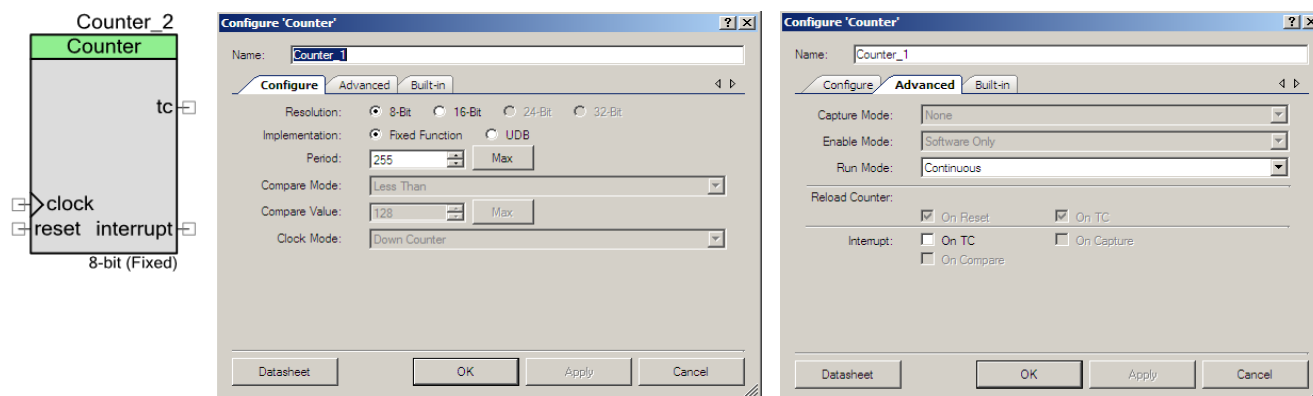 Counter_2
Counter
tc
clock
reset interrupt
8-bit (Fixed)
Configure 'Counter'
Name: Counter_1
Configure Advanced Built-in
Resolution: 8-Bit 16-Bit 24-Bit 32-Bit
Implementation: Fixed Function UDB
Period: 255 Max
Compare Mode: Less Than
Compare Value: 128 Max
Clock Mode: Down Counter
Datasheet OK Apply Cancel
Configure 'Counter'
Name: Counter_1
Configure Advanced Built-in
Capture Mode: None
Enable Mode: Software Only
Run Mode: Continuous
Reload Counter:
On Reset On TC
Interrupt: On TC On Capture
On Compare
Datasheet OK Apply Cancel